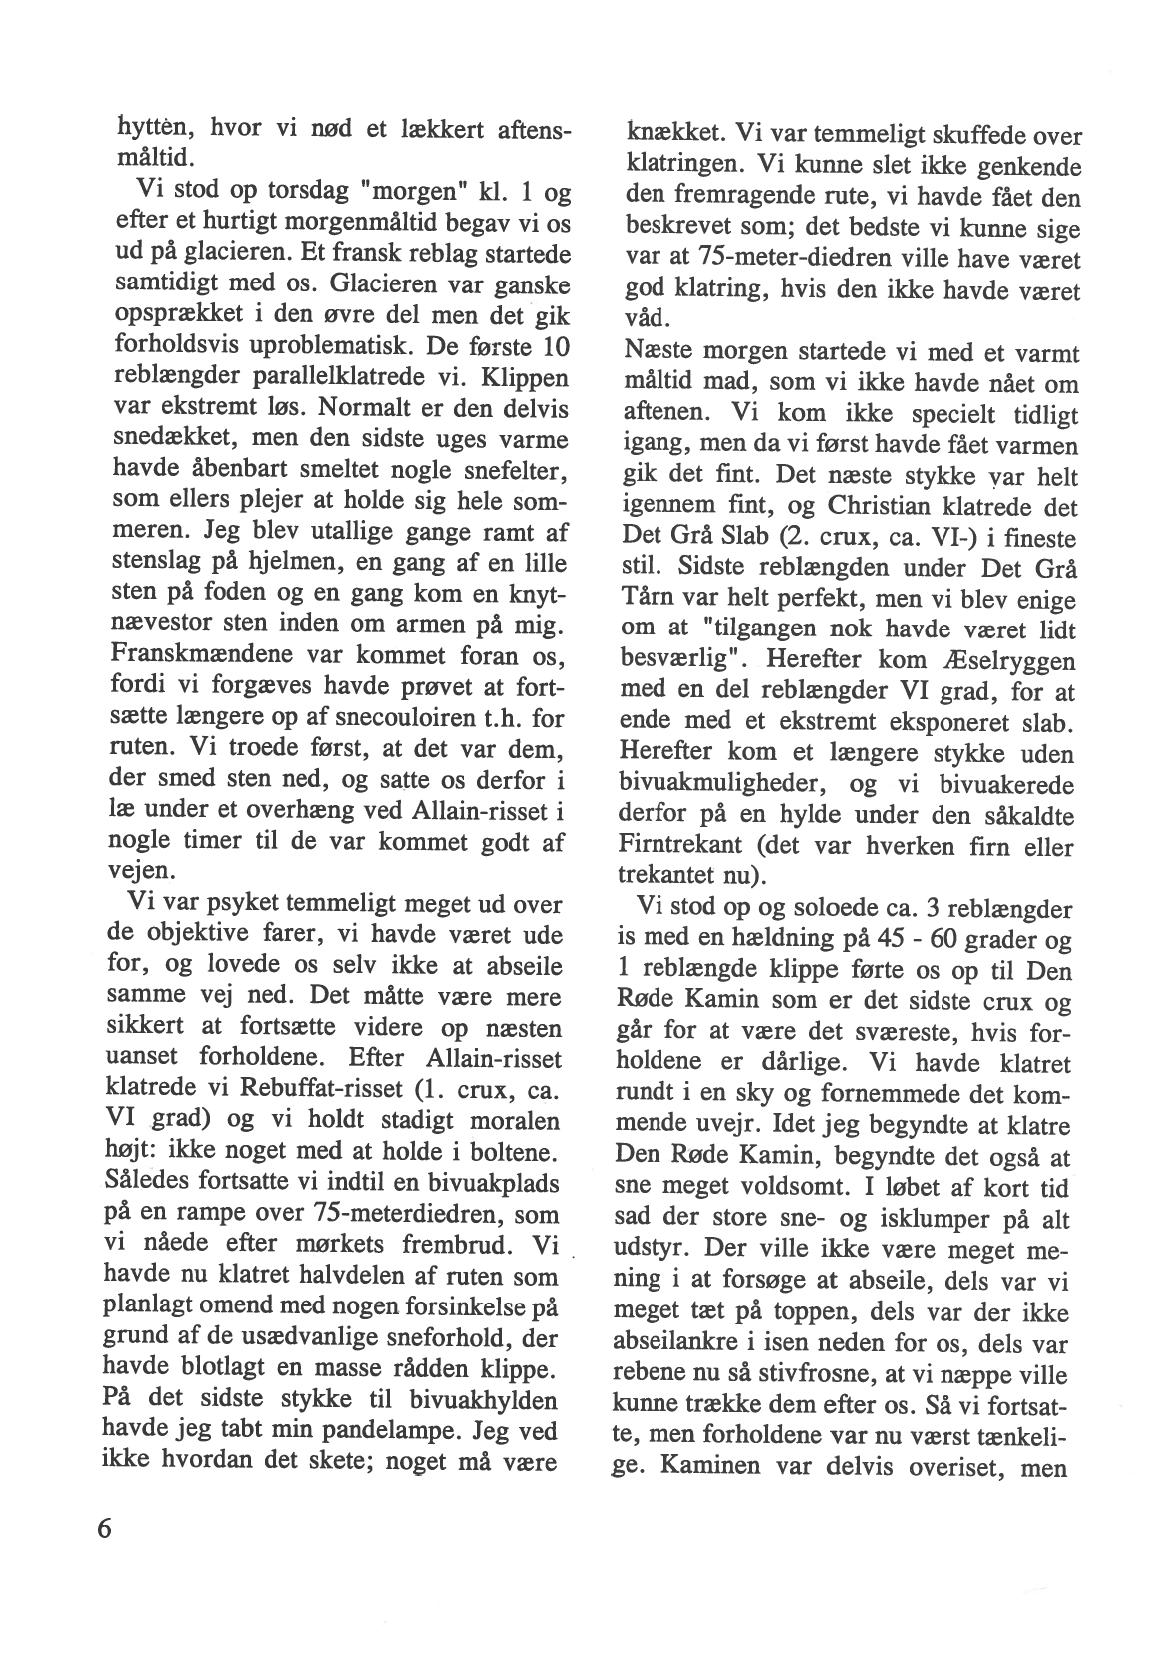 hyttèn, hvor vi nød et lækkert aftens-
måltid.
Vi stod op torsdag "morgen" kl. 1 og
efter et hurtigt morgenmåltid begav vi os
ud på glacieren. Et fransk reblag startede
samtidigt med os. Glacieren var ganske
opsprækket i den øvre del men det gik
forholdsvis uproblematisk. De første 10
reblængder parallelklatrede vi. Klippen
var ekstremt løs. Normalt er den delvis
snedækket, men den sidste uges varme
havde åbenbart smeltet nogle snefelter,
som ellers plejer at holde sig hele som-
meren. Jeg blev utallige gange ramt af
stenslag på hjelmen, en gang af en lille
sten på foden og en gang kom en knyt-
nævestor sten inden om armen på mig.
Franskmændene var kommet foran os,
fordi vi forgæves havde prøvet at fort-
sætte længere op af snecouloiren t.h. for
ruten. Vi troede først, at det var dem,
der smed sten ned, og satte os derfor i
læ under et overhæng ved Allain-risset i
nogle timer til de var kommet godt af
vejen.
Vi var psyket temmeligt meget ud over
de objektive farer, vi havde været ude
for, og lovede os selv ikke at abseile
samme vej ned. Det måtte være mere
sikkert at fortsætte videre op næsten
uanset forholdene. Efter Allain-risset
klatrede vi Rebuffat-risset (1. crux, ca.
VI grad) og vi holdt stadigt moralen
højt: ikke noget med at holde i boltene.
Således fortsatte vi indtil en bivuakplads
på en rampe over 75-meterdiedren, som
vi nåede efter mørkets frembrud. Vi
havde nu klatret halvdelen af ruten som
planlagt omend med nogen forsinkelse på
grund af de usædvanlige sneforhold, der
havde blotlagt en masse rådden klippe.
På det sidste stykke til bivuakhylden
havde jeg tabt min pandelampe. Jeg ved
ikke hvordan det skete; noget må være
knækket. Vi var temmeligt skuffede over
klatringen. Vi kunne slet ikke genkende
den fremragende rute, vi havde fået den
beskrevet som; det bedste vi kunne sige
var at 75-meter-diedren ville have været
god klatring, hvis den ikke havde været
våd.
Næste morgen startede vi med et varmt
måltid mad, som vi ikke havde nået om
aftenen. Vi kom ikke specielt tidligt
igang, men da vi først havde fået varmen
gik det fint. Det næste stykke var helt
igennem fint, og Christian klatrede det
Det Grå Slab (2. crux, ca. VI-) i fineste
stil. Sidste reblængden under Det Grå
Tårn var helt perfekt, men vi blev enige
om at "tilgangen nok havde været lidt
besværlig". Herefter kom Æselryggen
med en del reblængder VI grad, for at
ende med et ekstremt eksponeret slab.
Herefter kom et længere stykke uden
bivuakmuligheder, og vi bivuakerede
derfor på en hylde under den såkaldte
Firntrekant (det var hverken firn eller
trekantet nu).
Vi stod op og soloede ca. 3 reblængder
is med en hældning på 45 - 60 grader og
1 reblængde klippe førte os op til Den
Røde Kamin som er det sidste crux og
går for at være det sværeste, hvis for-
holdene er dårlige. Vi havde klatret
rundt i en sky og fornemmede det kom-
mende uvejr. Idet jeg begyndte at klatre
Den Røde Kamin, begyndte det også at
sne meget voldsomt. I løbet af kort tid
sad der store sne- og isklumper på alt
udstyr. Der ville ikke være meget me-
ning i at forsøge at abseile, dels var vi
meget tæt på toppen, dels var der ikke
abseilankre i isen neden for os, dels var
rebene nu så stivfrosne, at vi næppe ville
kunne trække dem efter os. Så vi fortsat-
te, men forholdene var nu værst tænkeli-
ge. Kaminen var delvis overiset, men
6